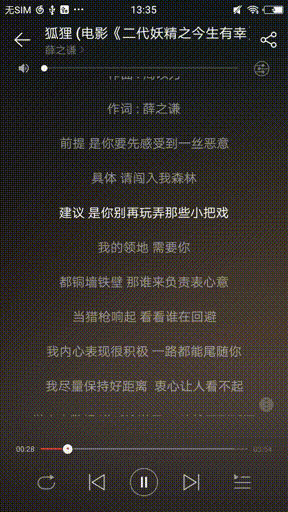 无SIM 13:35
狐狸 (电影《二代妖精之今生有幸
薛之谦
作词 : 薛之谦
前提 是你要先感受到一丝恶意
具体 请闯入我森林
建议 是你别再玩弄那些小把戏
我的领地 需要你
都铜墙铁壁 那谁来负责表心意
当猎枪响起 看看谁在回避
我内心表现很积极 一路都能尾随你
我尽量保持好距离 衷心让人看不起
00:28